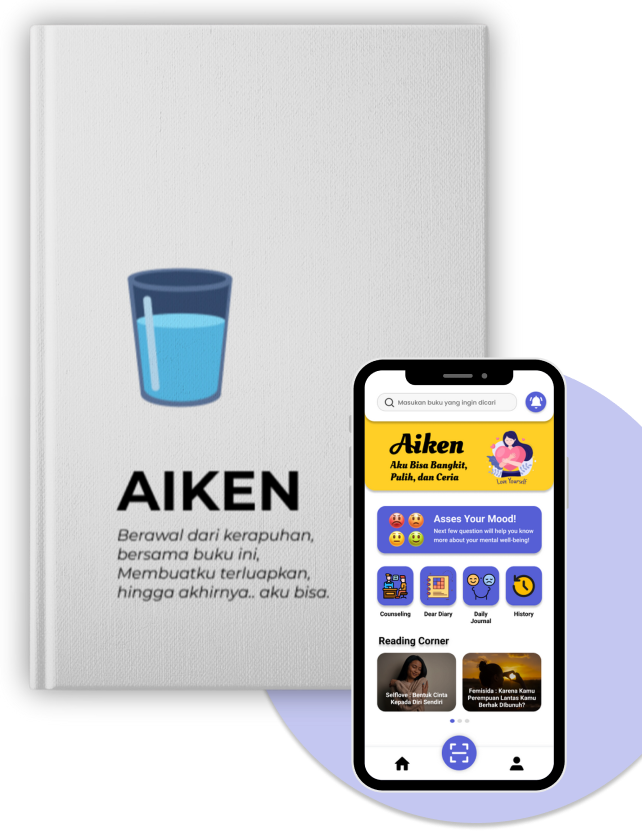 AIKEN
Berawal dari kerapuhan,
bersama buku ini,
Membuatku terluapkan,
hingga akhirnya.. aku bisa.
Masukan buku yang ingin dicari
Aiken
Aku Bisa Bangkit,
Pulih, dan Ceria
Love Yourself
Asses Your Mood!
Next few question will help you know
more about your mental well-being!
Counseling
Dear Diary
Daily
Journal
History
Reading Corner
Selflove : Bentuk Cinta
Kepada Diri Sendiri
Femisida : Karena Kamu
Perempuan Lantas Kamu
Berhak Dibunuh?